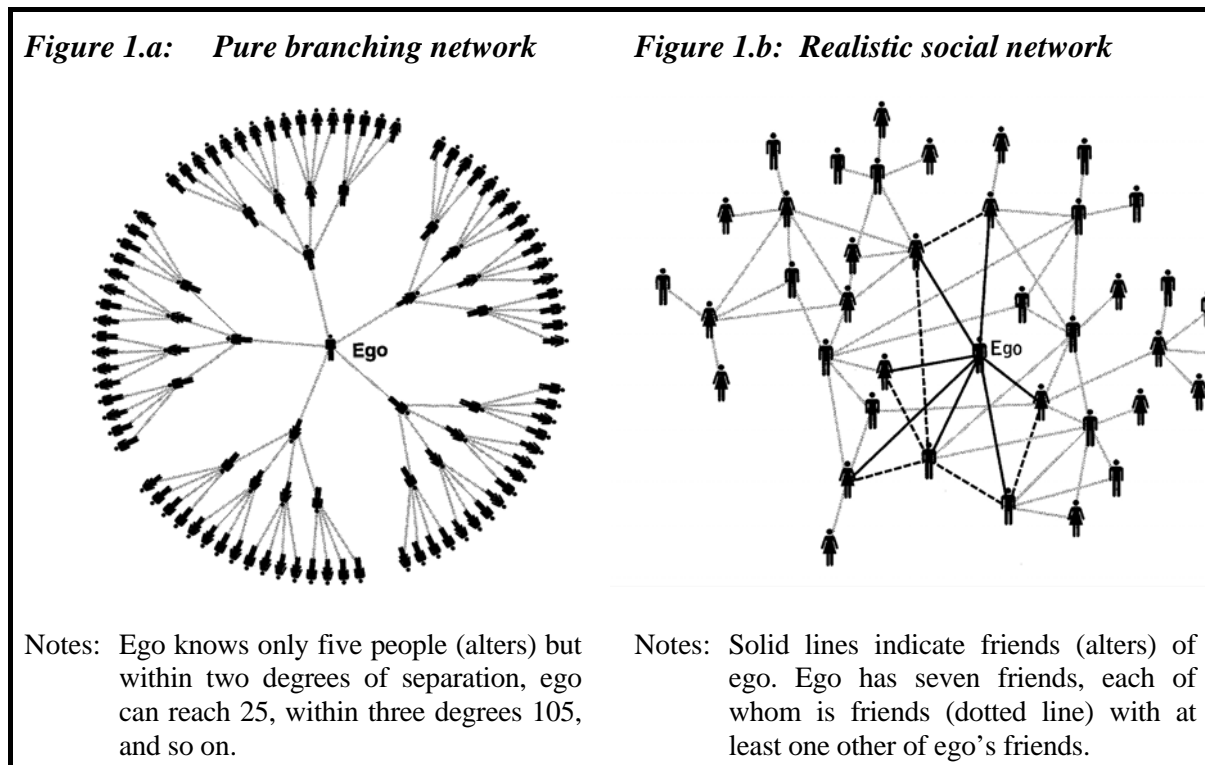 Figure 1.a: Pure branching network
Ego
Notes: Ego knows only five people (alters) but
within two degrees of separation, ego
can reach 25, within three degrees 105,
and so on.
Figure 1.b: Realistic social network
Ego
Notes: Solid lines indicate friends (alters) of
ego. Ego has seven friends, each of
whom is friends (dotted line) with at
least one other of ego's friends.